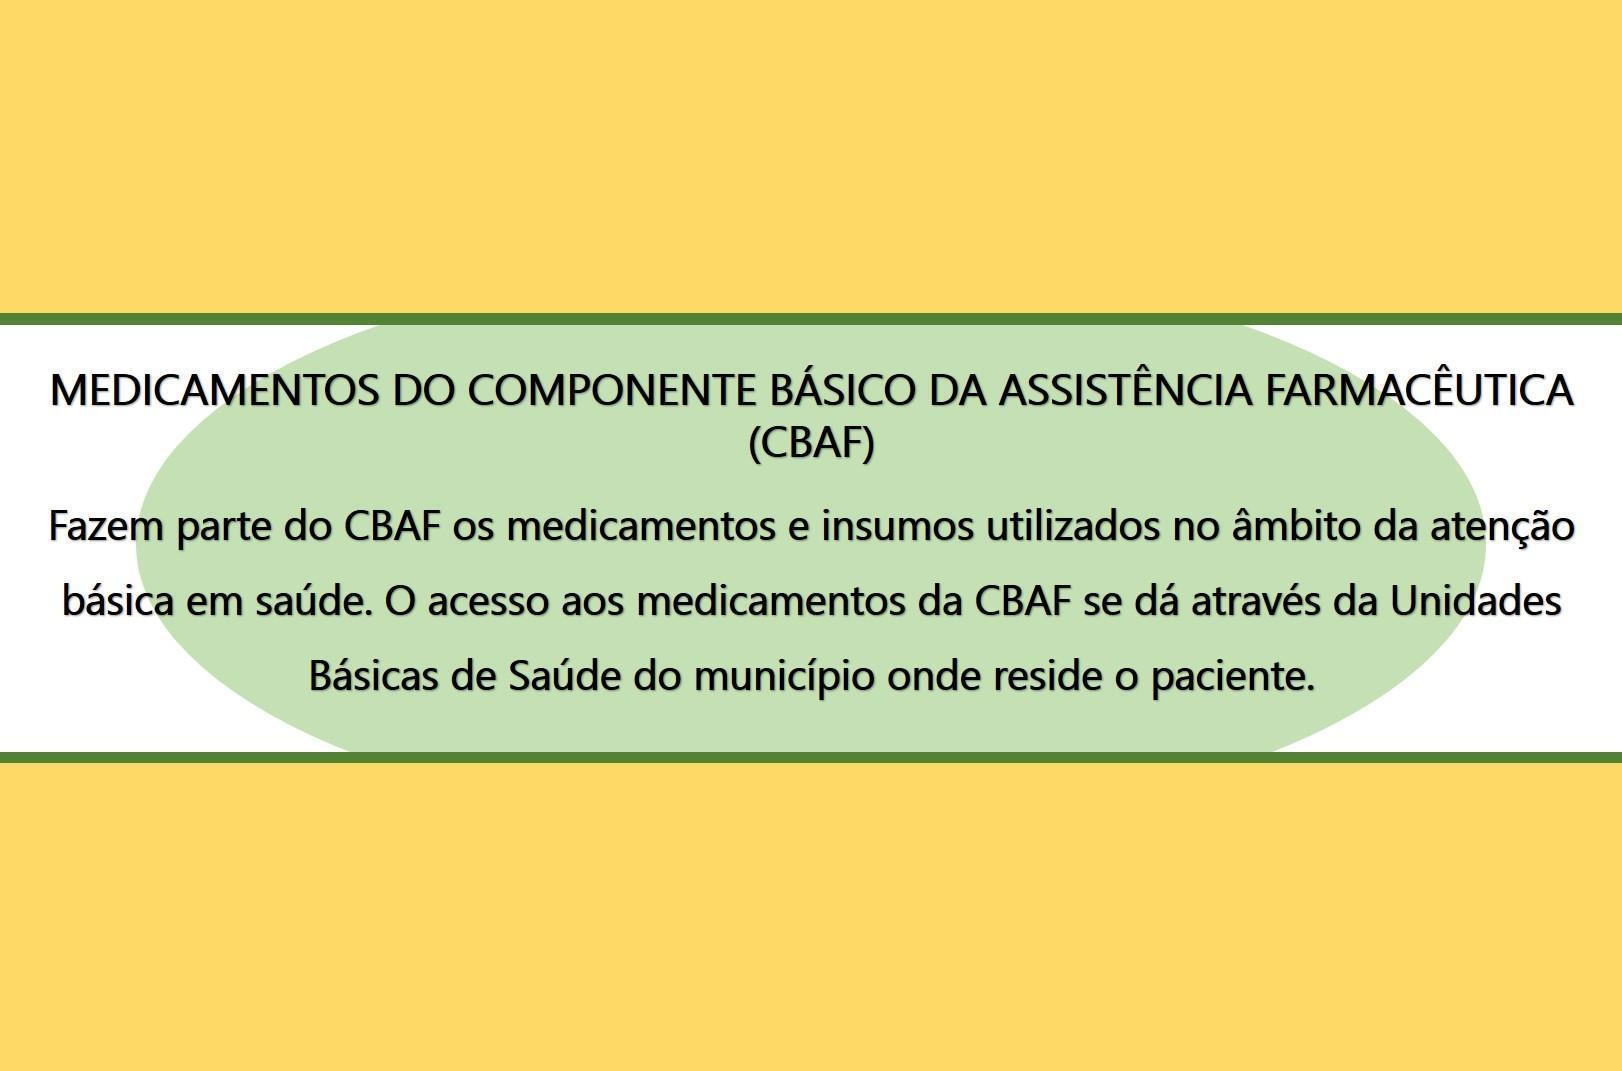 MEDICAMENTOS DO COMPONENTE BÁSICO DA ASSISTÊNCIA FARMACÊUTICA
(CBAF)
Fazem parte do CBAF os medicamentos e insumos utilizados no âmbito da atenção
básica em saúde. O acesso aos medicamentos da CBAF se dá através da Unidades
Básicas de Saúde do município onde reside o paciente.